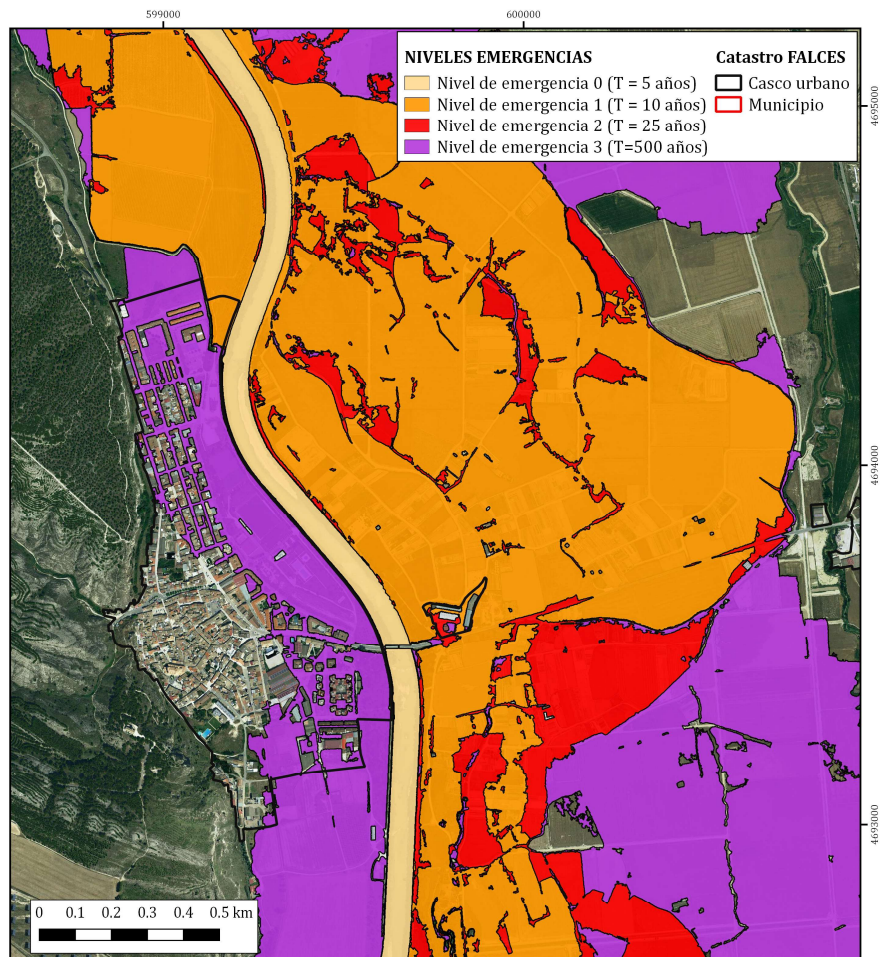 599000
600000
NIVELES EMERGENCIAS
Nivel de emergencia 0 (T = 5 años)
Nivel de emergencia 1 (T = 10 años)
Nivel de emergencia 2 (T = 25 años)
Nivel de emergencia 3 (T=500 años)
Catastro FALCES
Casco urbano
Municipio
4695000
4694000
4693000
0 0.1 0.2 0.3 0.4 0.5 km